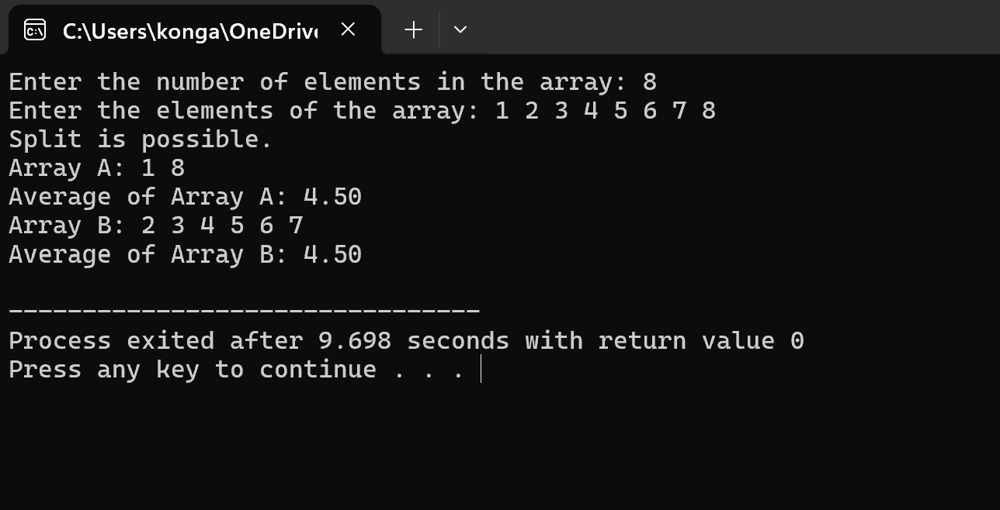 C:\Users\konga\OneDrive
Enter the number of elements in the array: 8
Enter the elements of the array: 1 2 3 4 5 6 7 8
Split is possible.
Array A: 1 8
Average of Array A: 4.50
Array B: 2 3 4 5 6 7
Average of Array B: 4.50
--------------------------------
Process exited after 9.698 seconds with return value 0
Press any key to continue . . .